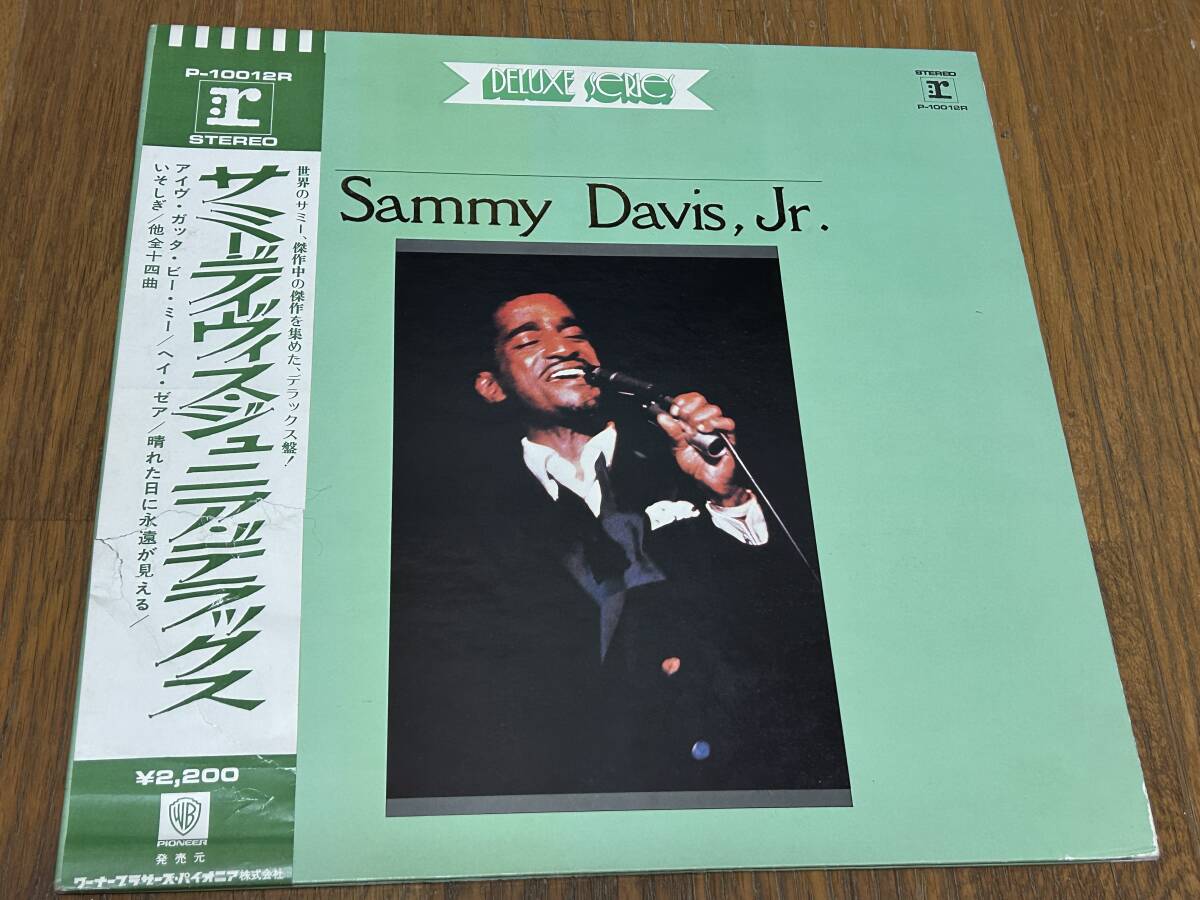 P-10012R
r
STEREO
世界のサミー、傑作中の傑作を集めた、デラックス盤!
サミー・デイヴィス・ジュニア・デラックス
アイヴ・ガッタ・ビー・ミー/ヘイ・ゼア/晴れた日に永遠が見える/
いそしぎ/他全十四曲
¥2,200
WB
PIONEER
発売元
ワーナーブラザーズ・パイオニア株式会社
DELUXE SERIES
STEREO
r
P-10012R
Sammy Davis, Jr.